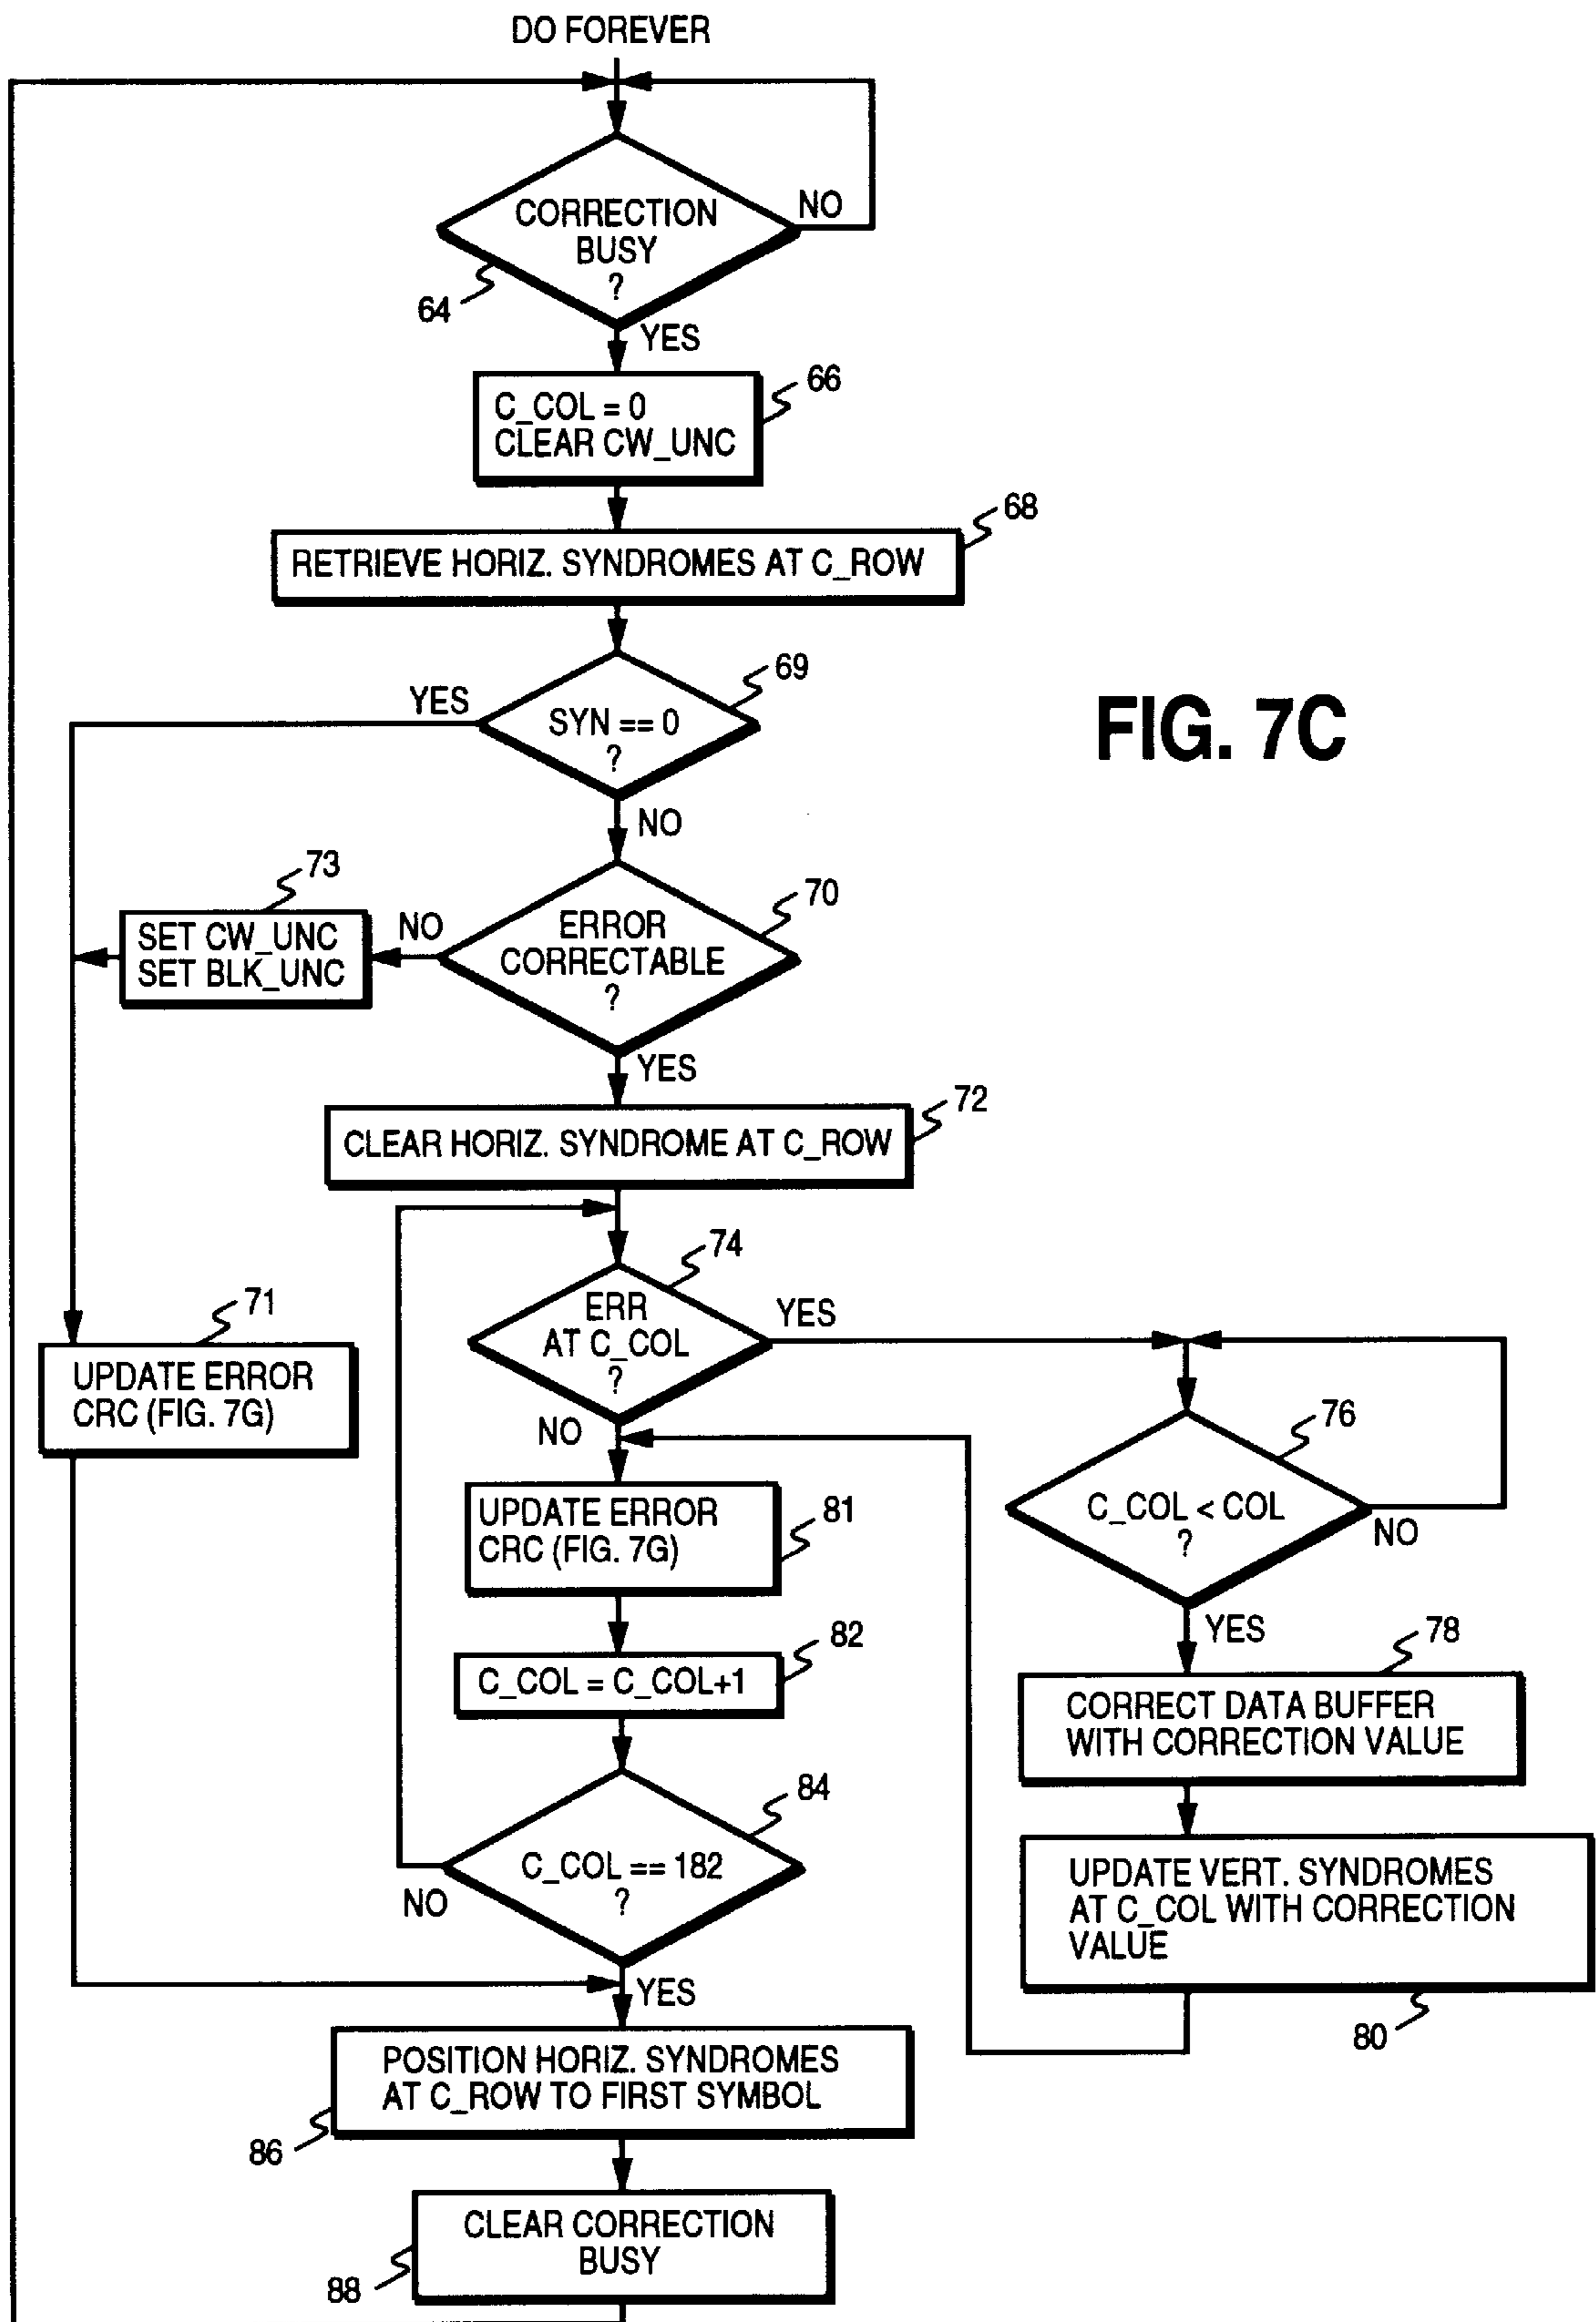 DO FOREVER
CORRECTION
BUSY
?
NO
64
YES
C_COL = 0
CLEAR CW_UNC
66
RETRIEVE HORIZ. SYNDROMES AT C_ROW
68
SYN == 0
?
69
YES
NO
FIG. 7C
ERROR
CORRECTABLE
?
70
NO
73
SET CW_UNC
SET BLK_UNC
YES
CLEAR HORIZ. SYNDROME AT C_ROW
72
ERR
AT C_COL
?
74
YES
NO
71
UPDATE ERROR
CRC (FIG. 7G)
C_COL < COL
?
76
NO
YES
UPDATE ERROR
CRC (FIG. 7G)
81
C_COL = C_COL+1
82
CORRECT DATA BUFFER
WITH CORRECTION VALUE
78
C_COL == 182
?
84
NO
YES
UPDATE VERT. SYNDROMES
AT C_COL WITH CORRECTION
VALUE
80
POSITION HORIZ. SYNDROMES
AT C_ROW TO FIRST SYMBOL
86
CLEAR CORRECTION
BUSY
88